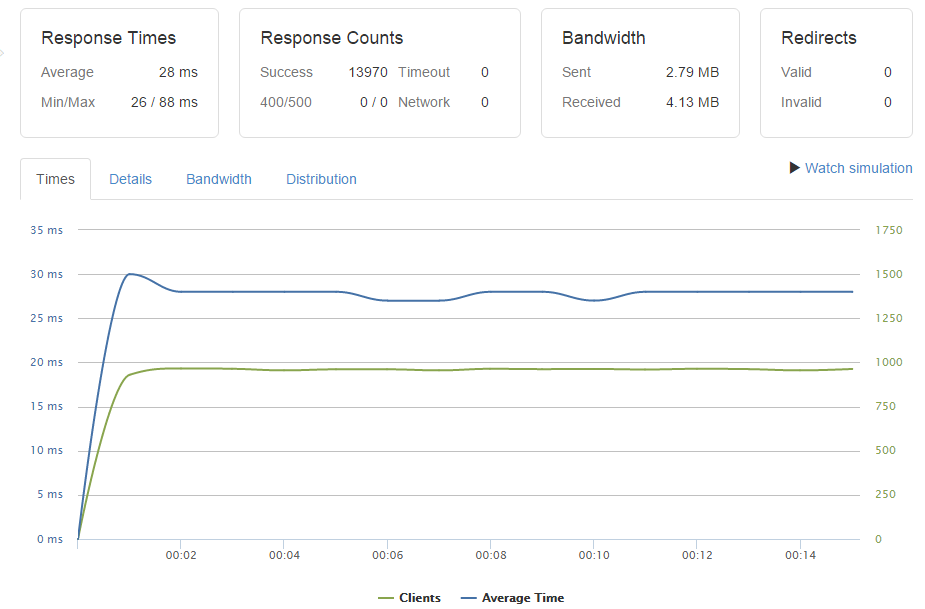 Response Times
Average 28 ms
Min/Max 26 / 88 ms
Response Counts
Success 13970 Timeout 0
400/500 0 / 0 Network 0
Bandwidth
Sent 2.79 MB
Received 4.13 MB
Redirects
Valid 0
Invalid 0
Times Details Bandwidth Distribution
Watch simulation
35 ms 1750
30 ms 1500
25 ms 1250
20 ms 1000
15 ms 750
10 ms 500
5 ms 250
0 ms 0
00:02 00:04 00:06 00:08 00:10 00:12 00:14
Clients Average Time